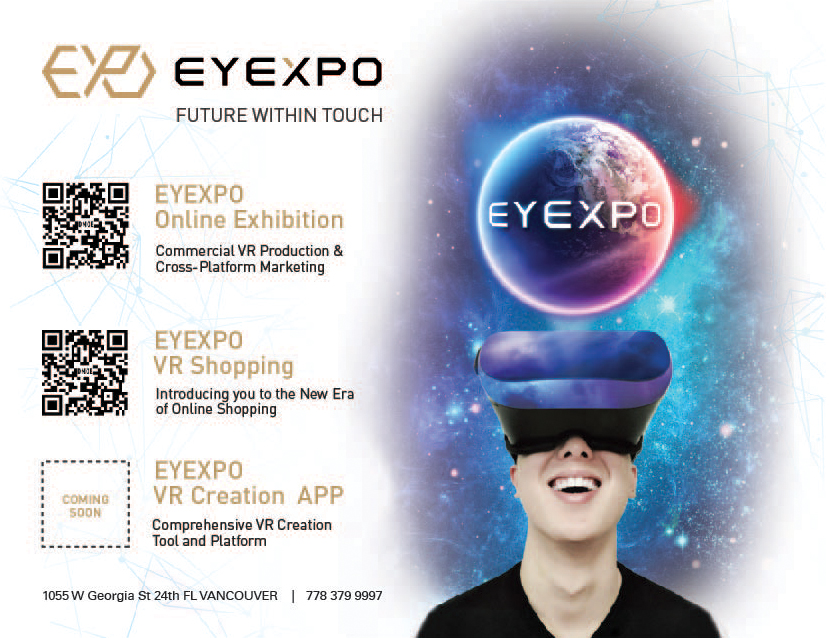 EYEXPO
FUTURE WITHIN TOUCH
EYEXPO
Online Exhibition
Commercial VR Production &
Cross-Platform Marketing
EYEXPO
VR Shopping
Introducing you to the New Era
of Online Shopping
COMING
SOON
EYEXPO
VR Creation APP
Comprehensive VR Creation
Tool and Platform
1055 W Georgia St 24th FL VANCOUVER | 778 379 9997
EYEXPO